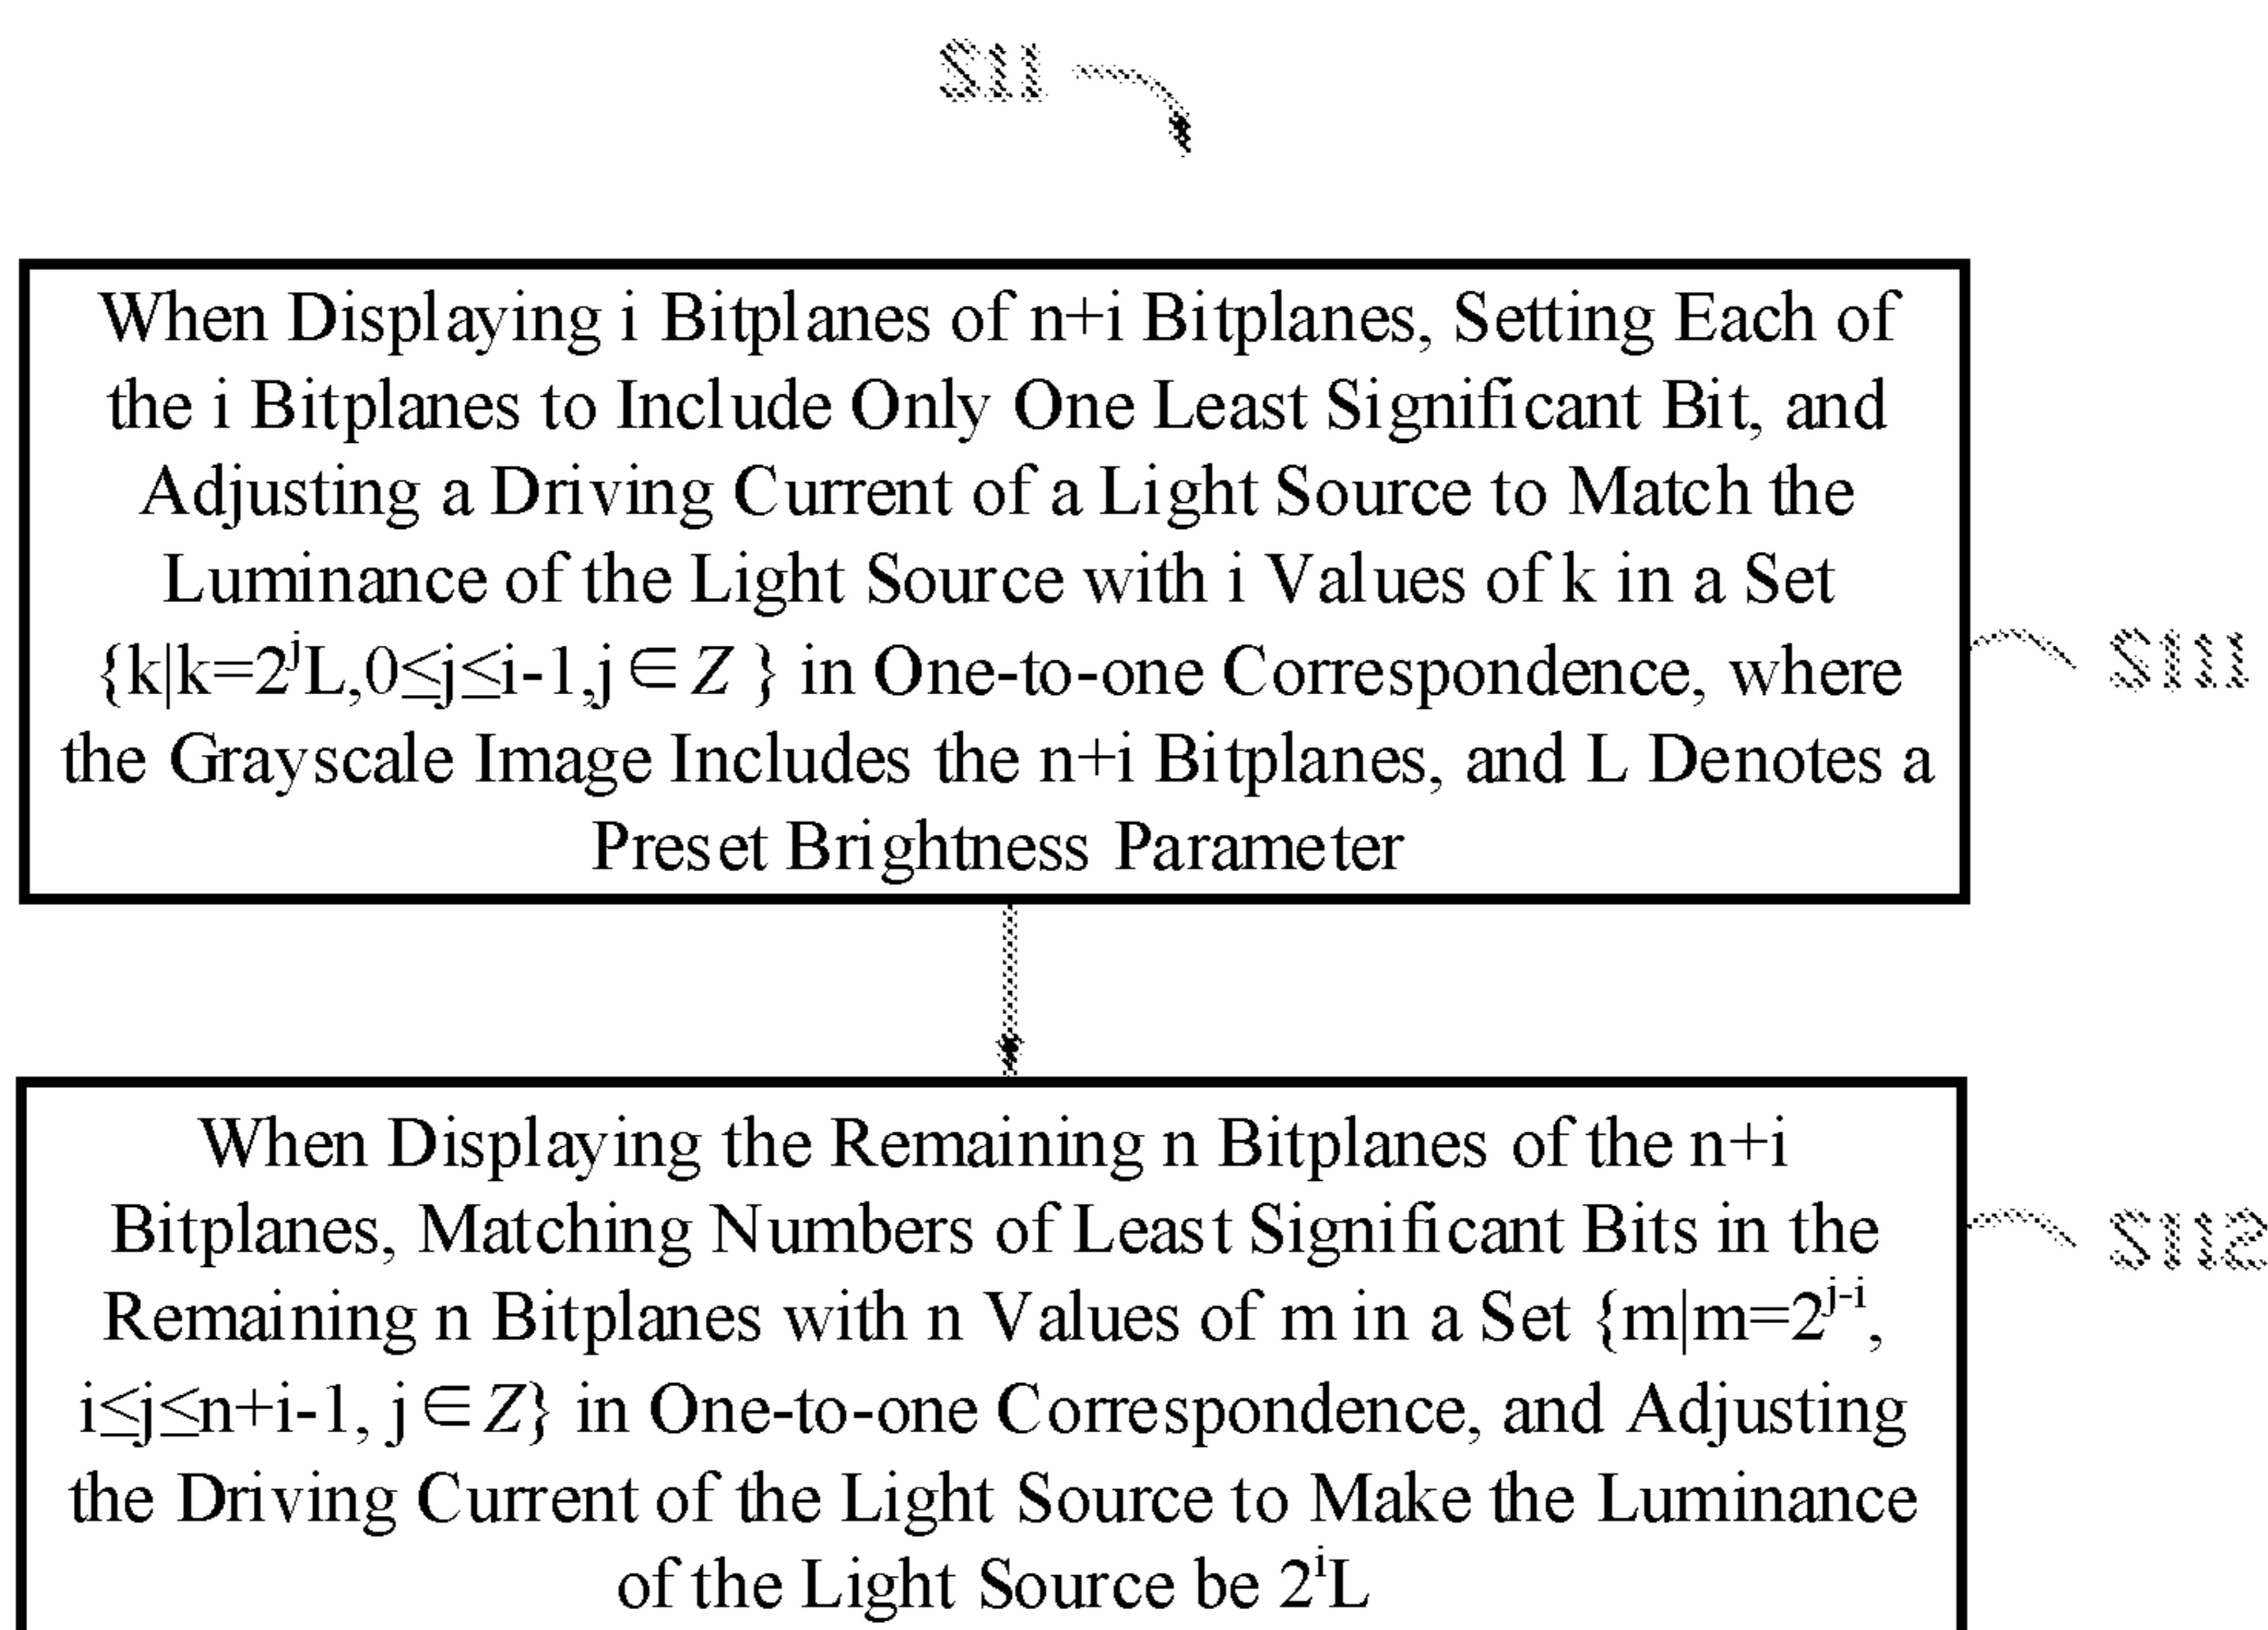 S11
When Displaying i Bitplanes of n+i Bitplanes, Setting Each of
the i Bitplanes to Include Only One Least Significant Bit, and
Adjusting a Driving Current of a Light Source to Match the
Luminance of the Light Source with i Values of k in a Set
{k|k=2^jL,0≤j≤i-1,j∈Z } in One-to-one Correspondence, where
the Grayscale Image Includes the n+i Bitplanes, and L Denotes a
Preset Brightness Parameter
S111
When Displaying the Remaining n Bitplanes of the n+i
Bitplanes, Matching Numbers of Least Significant Bits in the
Remaining n Bitplanes with n Values of m in a Set {m|m=2^{j-i},
i≤j≤n+i-1, j∈Z} in One-to-one Correspondence, and Adjusting
the Driving Current of the Light Source to Make the Luminance
of the Light Source be 2^iL
S112